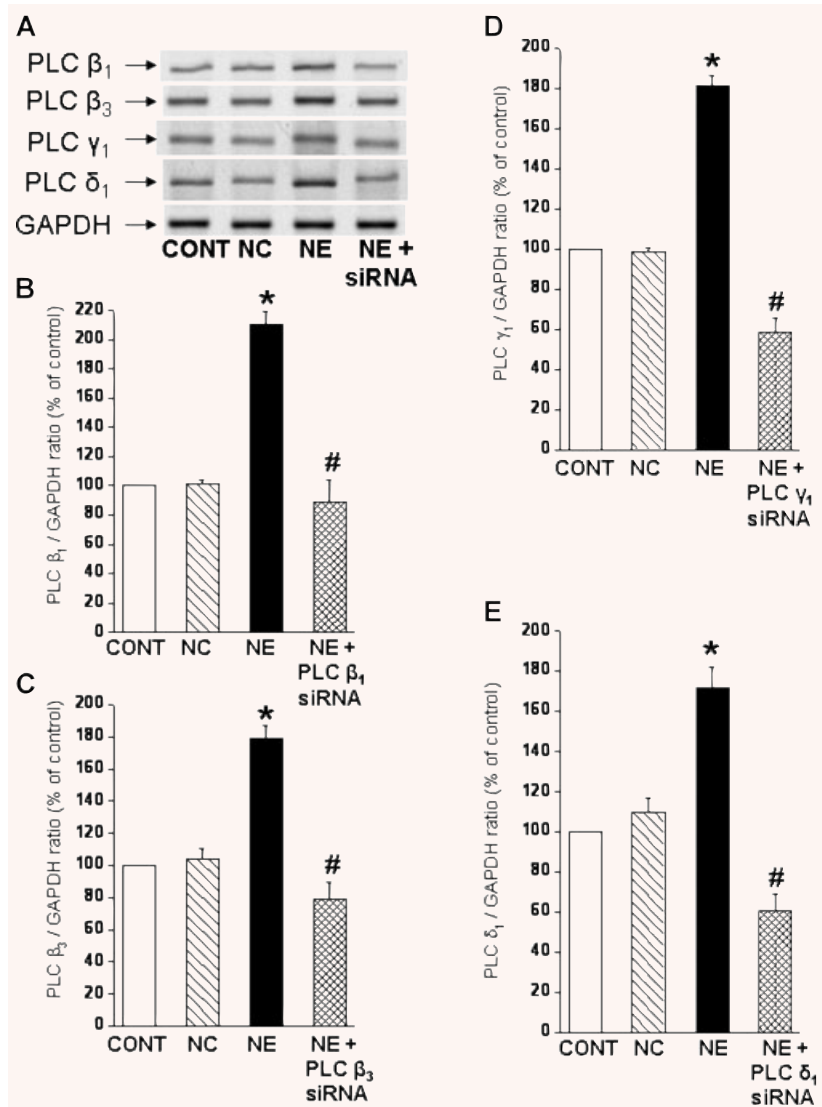 A
PLC β1
PLC β3
PLC γ1
PLC δ1
GAPDH
CONT NC NE NE +
siRNA
B
PLC β1 / GAPDH ratio (% of control)
220
200
180
160
140
120
100
80
60
40
20
0
*
#
CONT NC NE NE +
PLC β1
siRNA
C
PLC β3 / GAPDH ratio (% of control)
200
180
160
140
120
100
80
60
40
20
0
*
#
CONT NC NE NE +
PLC β3
siRNA
D
PLC γ1 / GAPDH ratio (% of control)
200
180
160
140
120
100
80
60
40
20
0
*
#
CONT NC NE NE +
PLC γ1
siRNA
E
PLC δ1 / GAPDH ratio (% of control)
200
180
160
140
120
100
80
60
40
20
0
*
#
CONT NC NE NE +
PLC δ1
siRNA